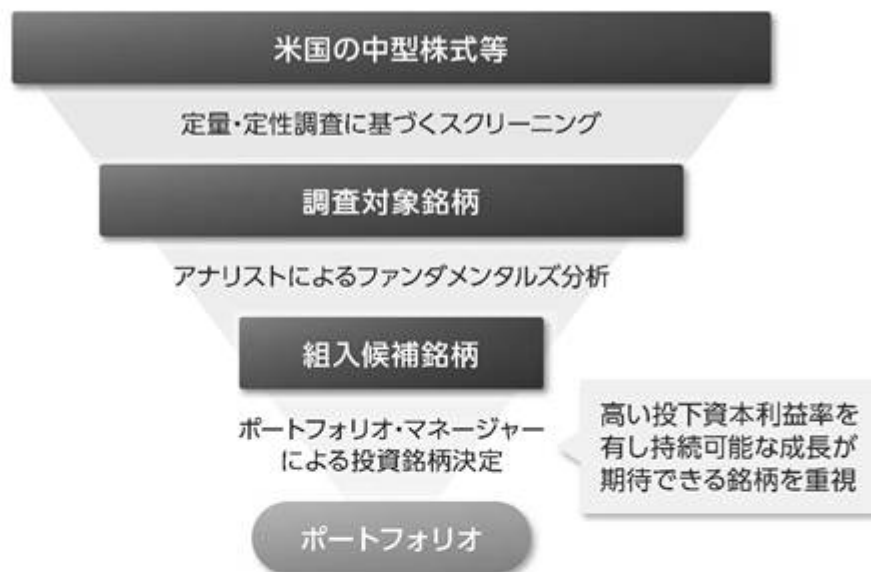 米国の中型株式等
定量・定性調査に基づくスクリーニング
調査対象銘柄
アナリストによるファンダメンタルズ分析
組入候補銘柄
ポートフォリオ・マネージャー
による投資銘柄決定
高い投下資本利益率を
有し持続可能な成長が
期待できる銘柄を重視
ポートフォリオ